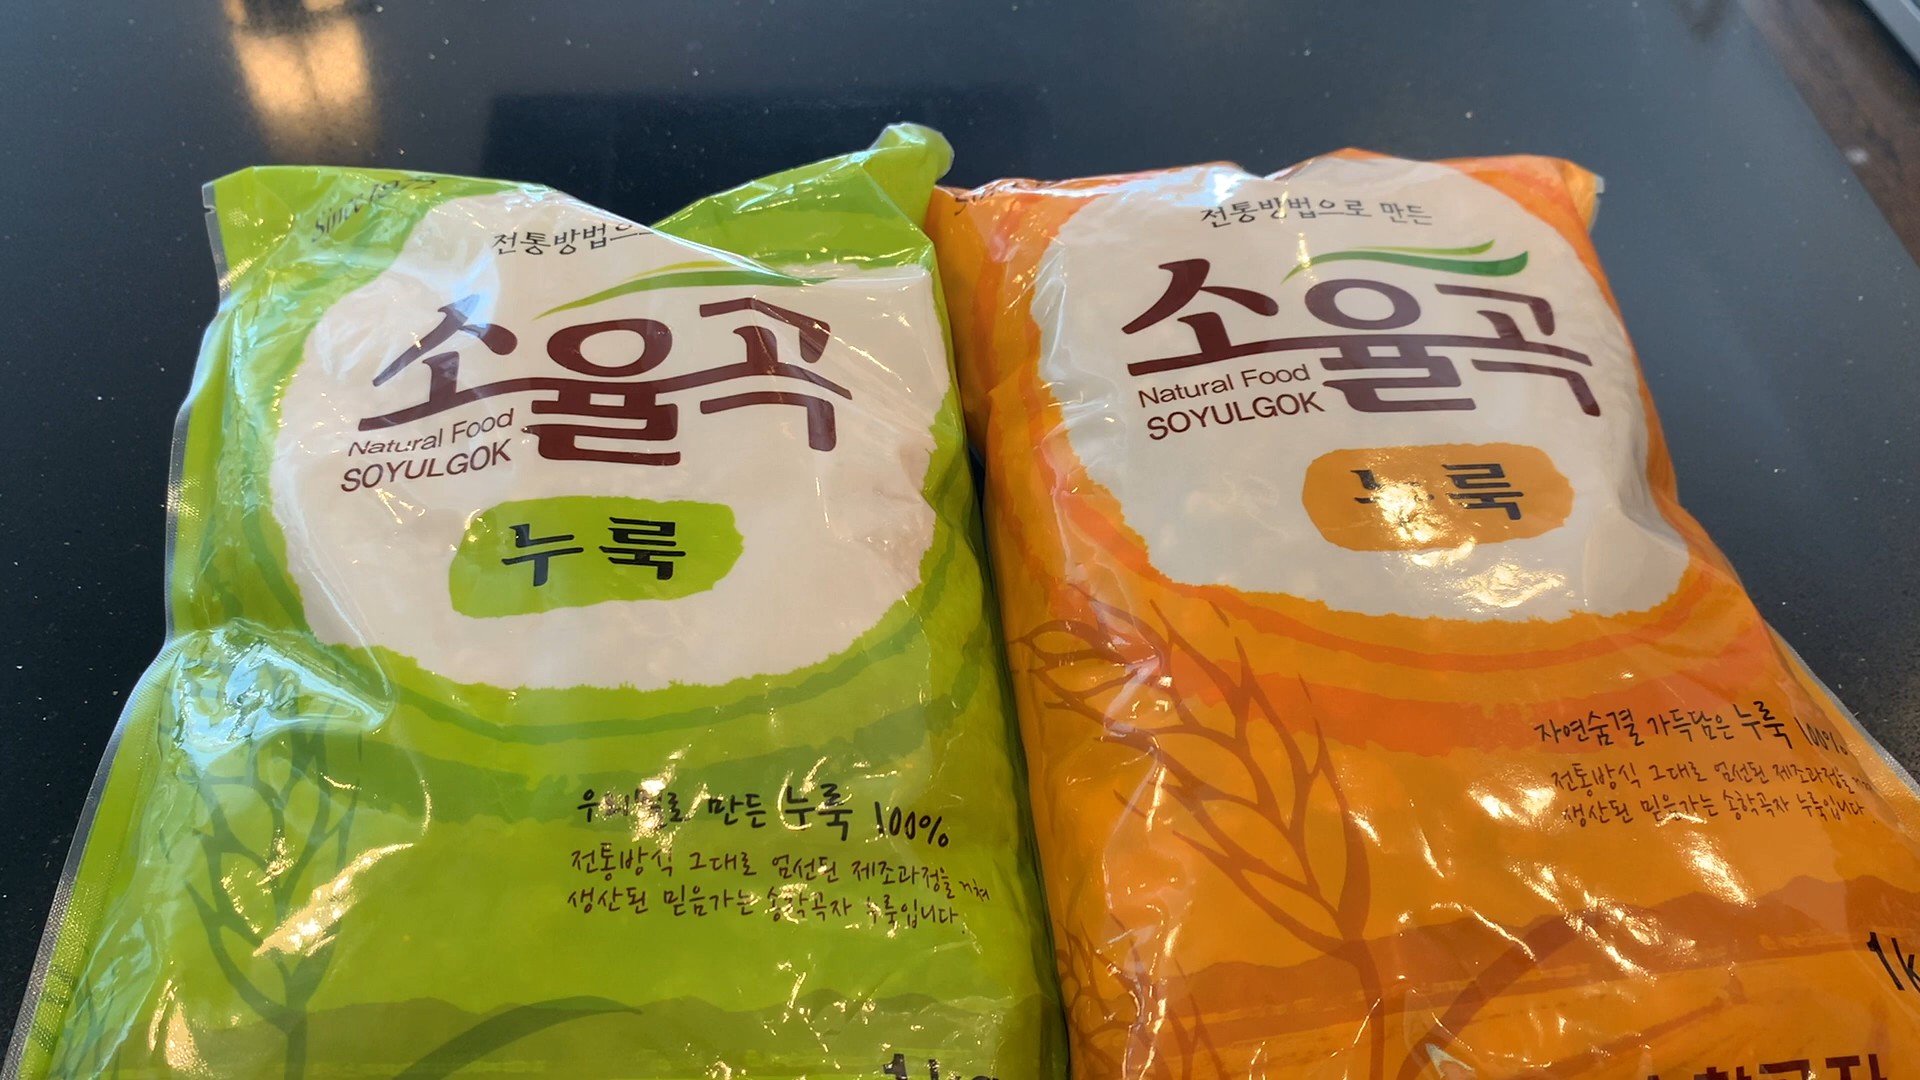 Since 1975
전통방법으로
소율곡
Natural Food
SOYULGOK
누룩
만든 누룩 100%
전통방식 그대로 엄선된 제조과정을 거쳐
생산된 믿음가는 송학곡자 누룩입니다.
1kg
전통방법으로 만든
소율곡
Natural Food
SOYULGOK
누룩
자연숨결 가득담은 누룩 100%
전통방식 그대로 엄선된 제조과정을
생산된 믿음가는 송학곡자 누룩입니다.
1k